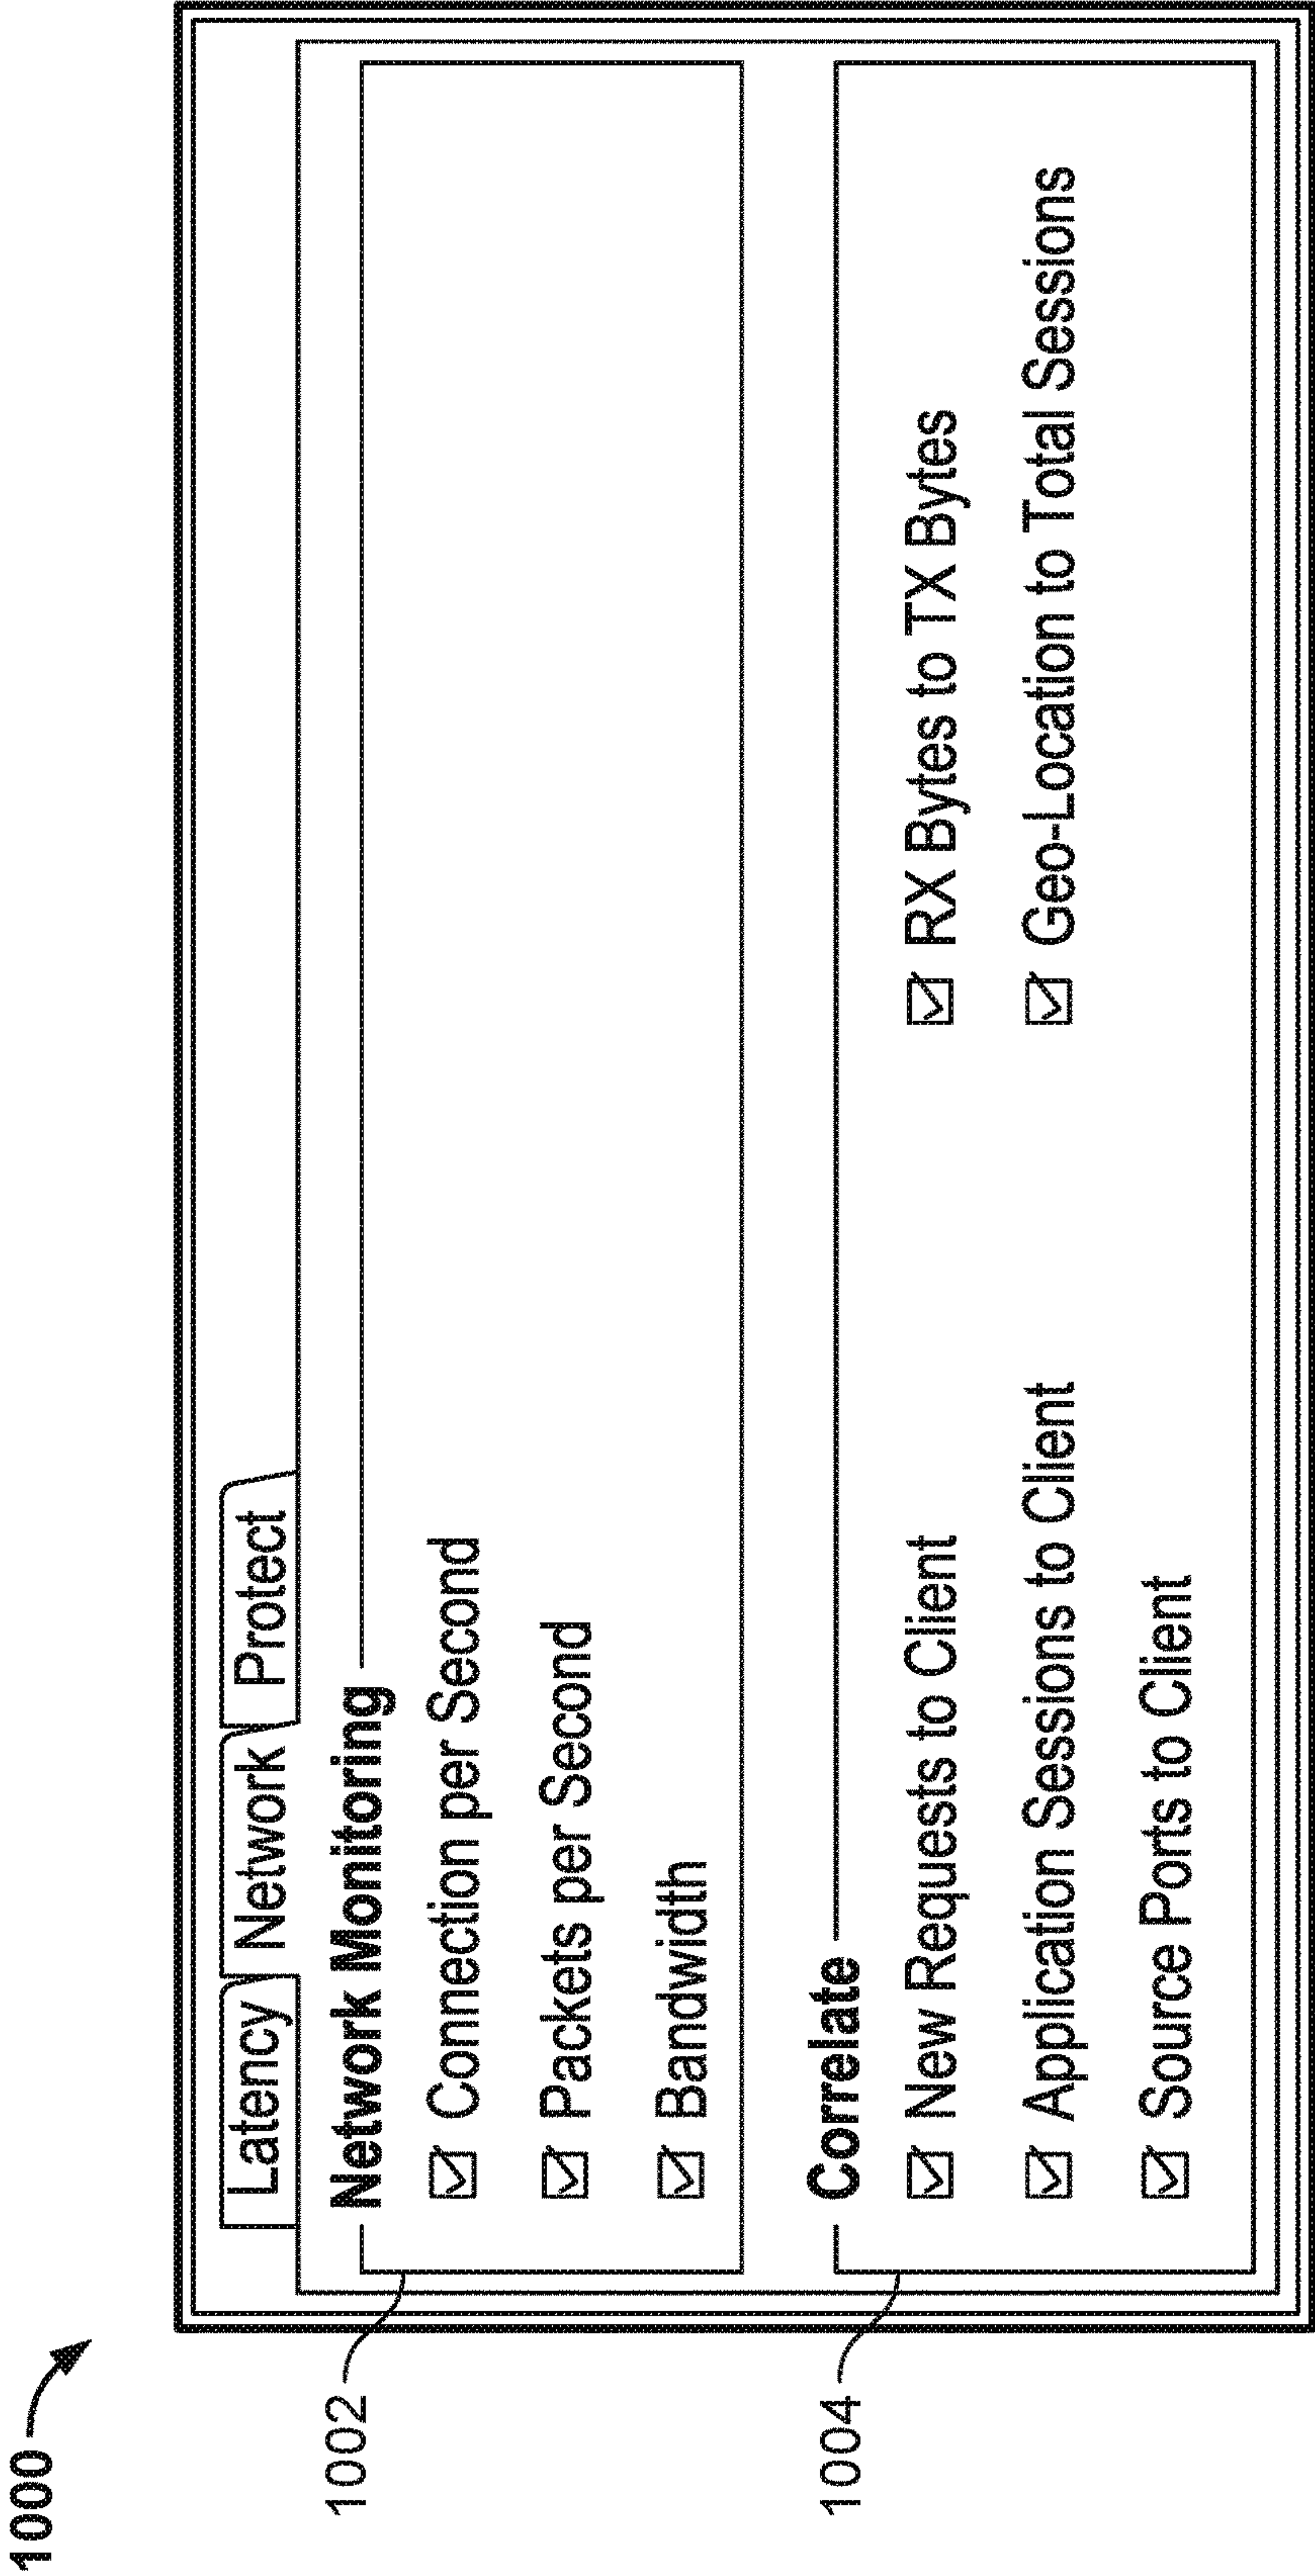 1000
Latency Network Protect
1002
Network Monitoring
Connection per Second
Packets per Second
Bandwidth
1004
Correlate
New Requests to Client RX Bytes to TX Bytes
Application Sessions to Client Geo-Location to Total Sessions
Source Ports to Client